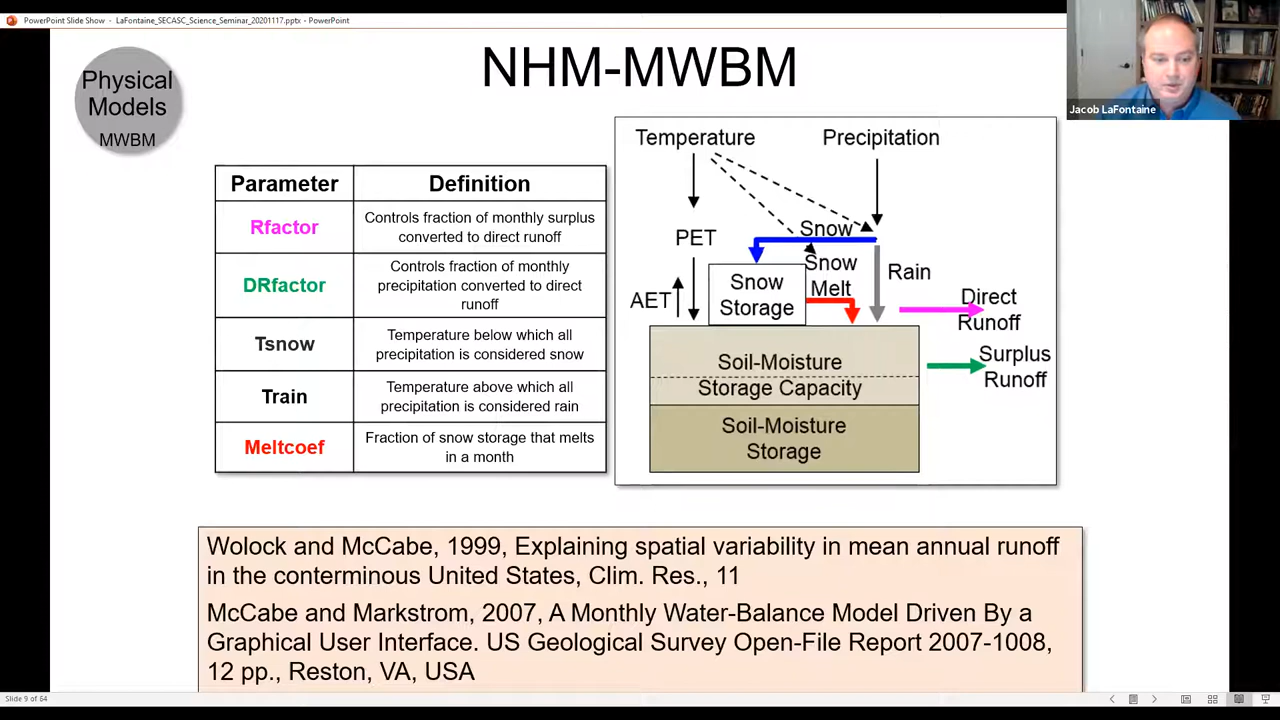 PowerPoint Slide Show - LaFontaine_SECASC_Science_Seminar_20201117.pptx - PowerPoint
Jacob LaFontaine
Physical
Models
MWBM
NHM-MWBM
Parameter Definition
Rfactor
Controls fraction of monthly surplus
converted to direct runoff
DRfactor
Controls fraction of monthly
precipitation converted to direct
runoff
Tsnow
Temperature below which all
precipitation is considered snow
Train
Temperature above which all
precipitation is considered rain
Meltcoef
Fraction of snow storage that melts
in a month
Temperature
Precipitation
PET
Snow
AET
Snow
Storage
Snow
Melt
Rain
Direct
Runoff
Surplus
Runoff
Soil-Moisture
Storage Capacity
Soil-Moisture
Storage
Wolock and McCabe, 1999, Explaining spatial variability in mean annual runoff
in the conterminous United States, Clim. Res., 11
McCabe and Markstrom, 2007, A Monthly Water-Balance Model Driven By a
Graphical User Interface. US Geological Survey Open-File Report 2007-1008,
12 pp., Reston, VA, USA
Slide 9 of 64